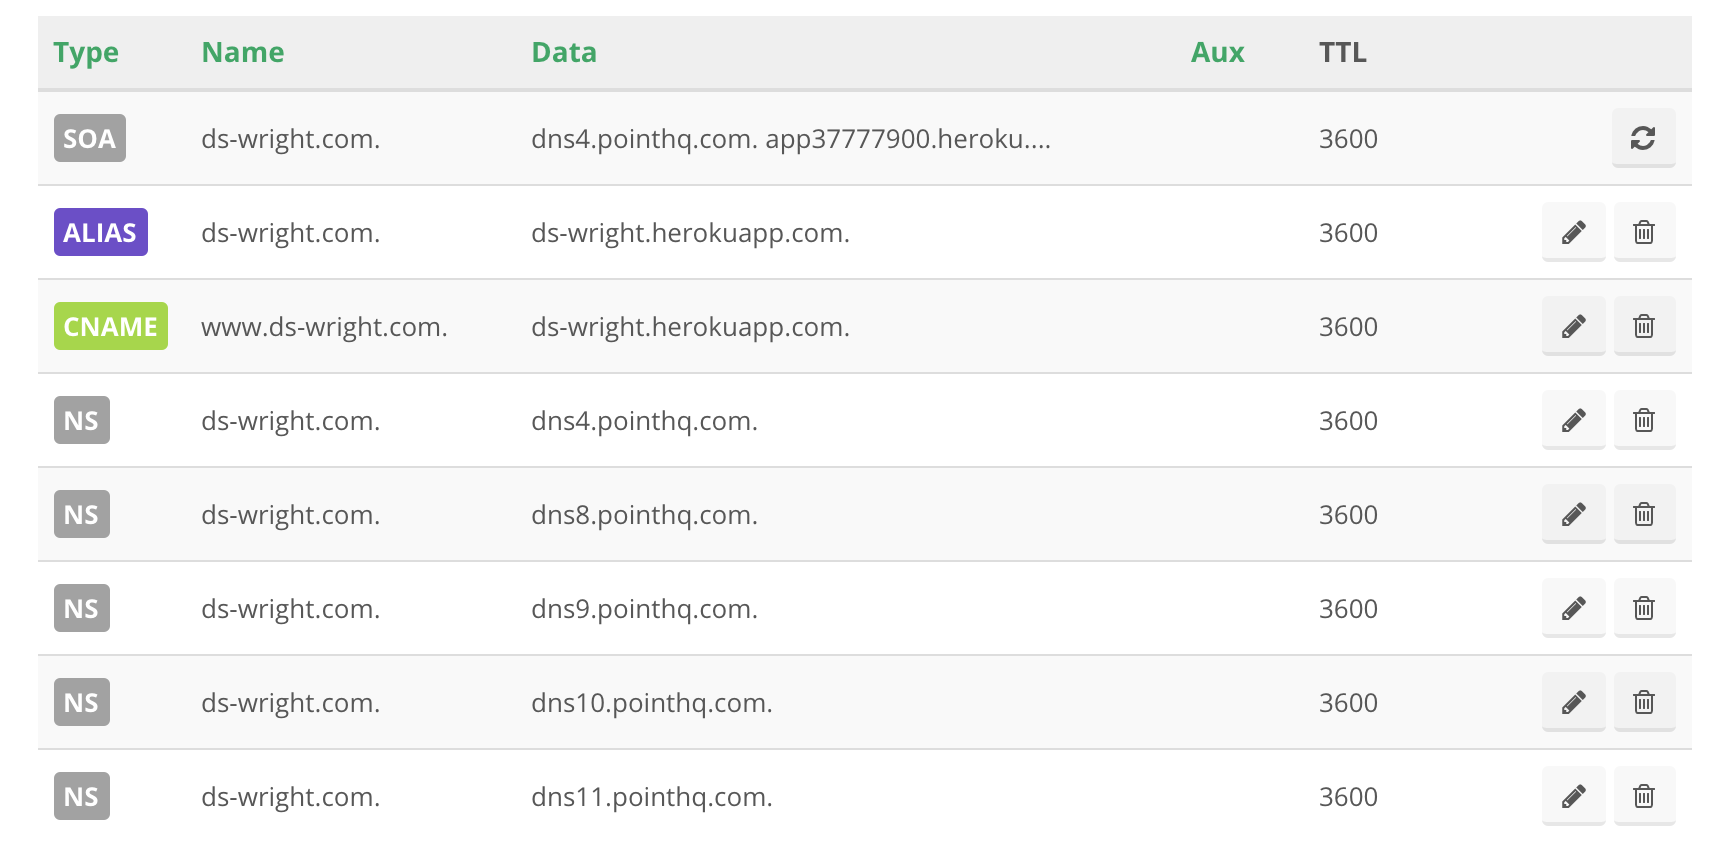 Type Name Data Aux TTL
SOA ds-wright.com. dns4.pointhq.com. app37777900.heroku.... 3600
ALIAS ds-wright.com. ds-wright.herokuapp.com. 3600
CNAME www.ds-wright.com. ds-wright.herokuapp.com. 3600
NS ds-wright.com. dns4.pointhq.com. 3600
NS ds-wright.com. dns8.pointhq.com. 3600
NS ds-wright.com. dns9.pointhq.com. 3600
NS ds-wright.com. dns10.pointhq.com. 3600
NS ds-wright.com. dns11.pointhq.com. 3600